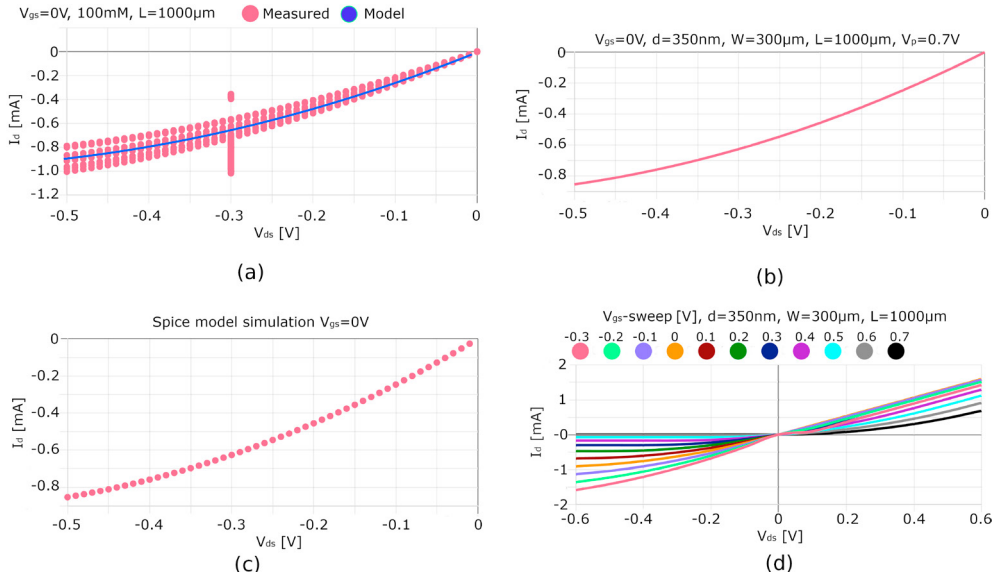 Vgs=0V, 100mM, L=1000µm Measured Model
0
-0.2
-0.4
-0.6
-0.8
-1.0
-1.2
Id [mA]
-0.5 -0.4 -0.3 -0.2 -0.1 0
Vds [V]
(a)
Vgs=0V, d=350nm, W=300µm, L=1000µm, Vp=0.7V
0
-0.2
-0.4
-0.6
-0.8
Id [mA]
-0.5 -0.4 -0.3 -0.2 -0.1 0
Vds [V]
(b)
Spice model simulation Vgs=0V
0
-0.2
-0.4
-0.6
-0.8
Id [mA]
-0.5 -0.4 -0.3 -0.2 -0.1 0
Vds [V]
(c)
Vgs-sweep [V], d=350nm, W=300µm, L=1000µm
-0.3 -0.2 -0.1 0 0.1 0.2 0.3 0.4 0.5 0.6 0.7
2
1
-0
-1
-2
Id [mA]
-0.6 -0.4 -0.2 0 0.2 0.4 0.6
Vds [V]
(d)